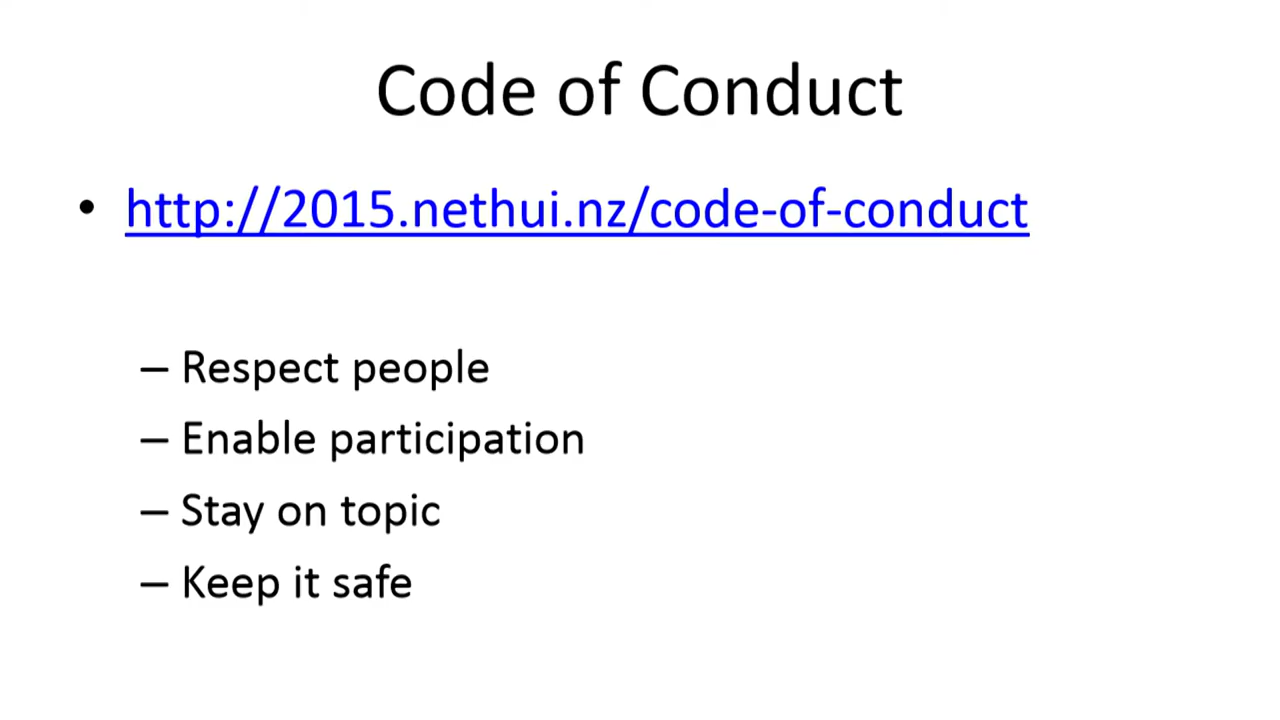 Code of Conduct
• http://2015.nethui.nz/code-of-conduct
– Respect people
– Enable participation
– Stay on topic
– Keep it safe